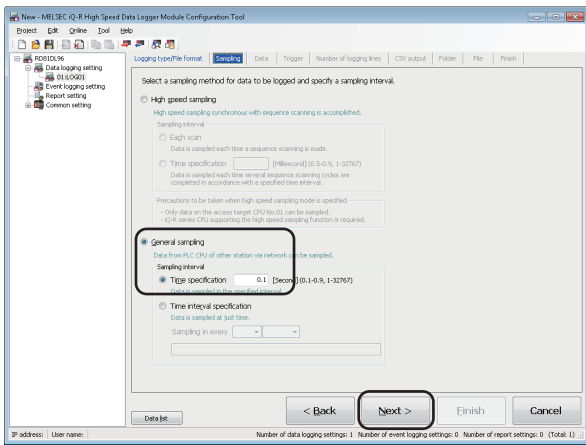 New - MELSEC iQ-R High Speed Data Logger Module Configuration Tool
Project Edit Online Tool Help
RD81DL96
Data logging setting
01:LOG01
Event logging setting
Report setting
Common setting
Logging type/File format Sampling Data Trigger Number of logging lines CSV output Folder File Finish
Select a sampling method for data to be logged and specify a sampling interval.
High speed sampling
High speed sampling synchronous with sequence scanning is accomplished.
Sampling interval
Each scan
Data is sampled each time a sequence scanning is made.
Time specification [Millisecond] (0.5-0.9, 1-32767)
Data is sampled each time several sequence scanning cycles are
completed in accordance with a specified time interval.
Precautions to be taken when high speed sampling mode is specified
- Only data on the access target CPU No.01 can be sampled.
- iQ-R series CPU supporting the high speed sampling function is required.
General sampling
Data from PLC CPU of other station via network can be sampled.
Sampling interval
Time specification 0.1 [Second] (0.1-0.9, 1-32767)
Data is sampled in the specified interval.
Time interval specification
Data is sampled at just time.
Sampling in every
Data list
< Back
Next >
Finish
Cancel
IP address: User name: Number of data logging settings: 1 Number of event logging settings: 0 Number of report settings: 0 (Total: 1)